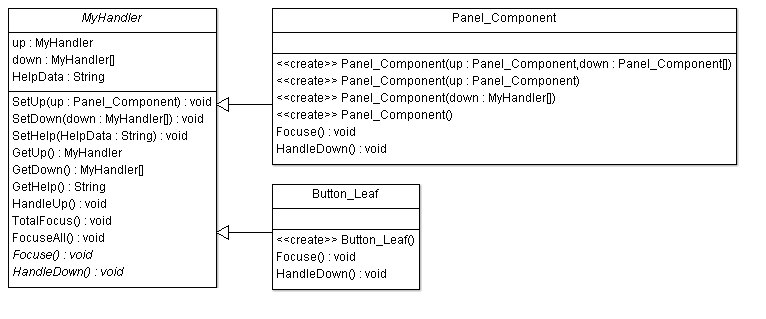 MyHandler
up : MyHandler
down : MyHandler[]
HelpData : String
SetUp(up : Panel_Component) : void
SetDown(down : MyHandler[]) : void
SetHelp(HelpData : String) : void
GetUp() : MyHandler
GetDown() : MyHandler[]
GetHelp() : String
HandleUp() : void
TotalFocus() : void
FocuseAll() : void
Focuse() : void
HandleDown() : void
Panel_Component
<<create>> Panel_Component(up : Panel_Component,down : Panel_Component[])
<<create>> Panel_Component(up : Panel_Component)
<<create>> Panel_Component(down : MyHandler[])
<<create>> Panel_Component()
Focuse() : void
HandleDown() : void
Button_Leaf
<<create>> Button_Leaf()
Focuse() : void
HandleDown() : void